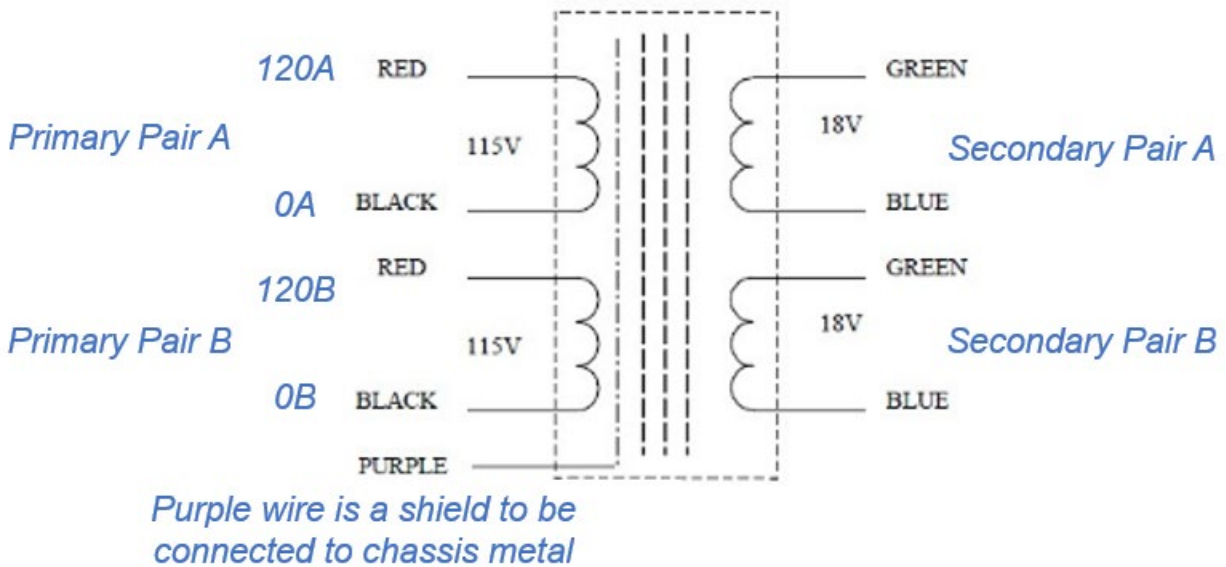 120A RED
GREEN
Primary Pair A
115V
18V
Secondary Pair A
0A BLACK
BLUE
120B RED
GREEN
Primary Pair B
115V
18V
Secondary Pair B
0B BLACK
BLUE
PURPLE
Purple wire is a shield to be
connected to chassis metal